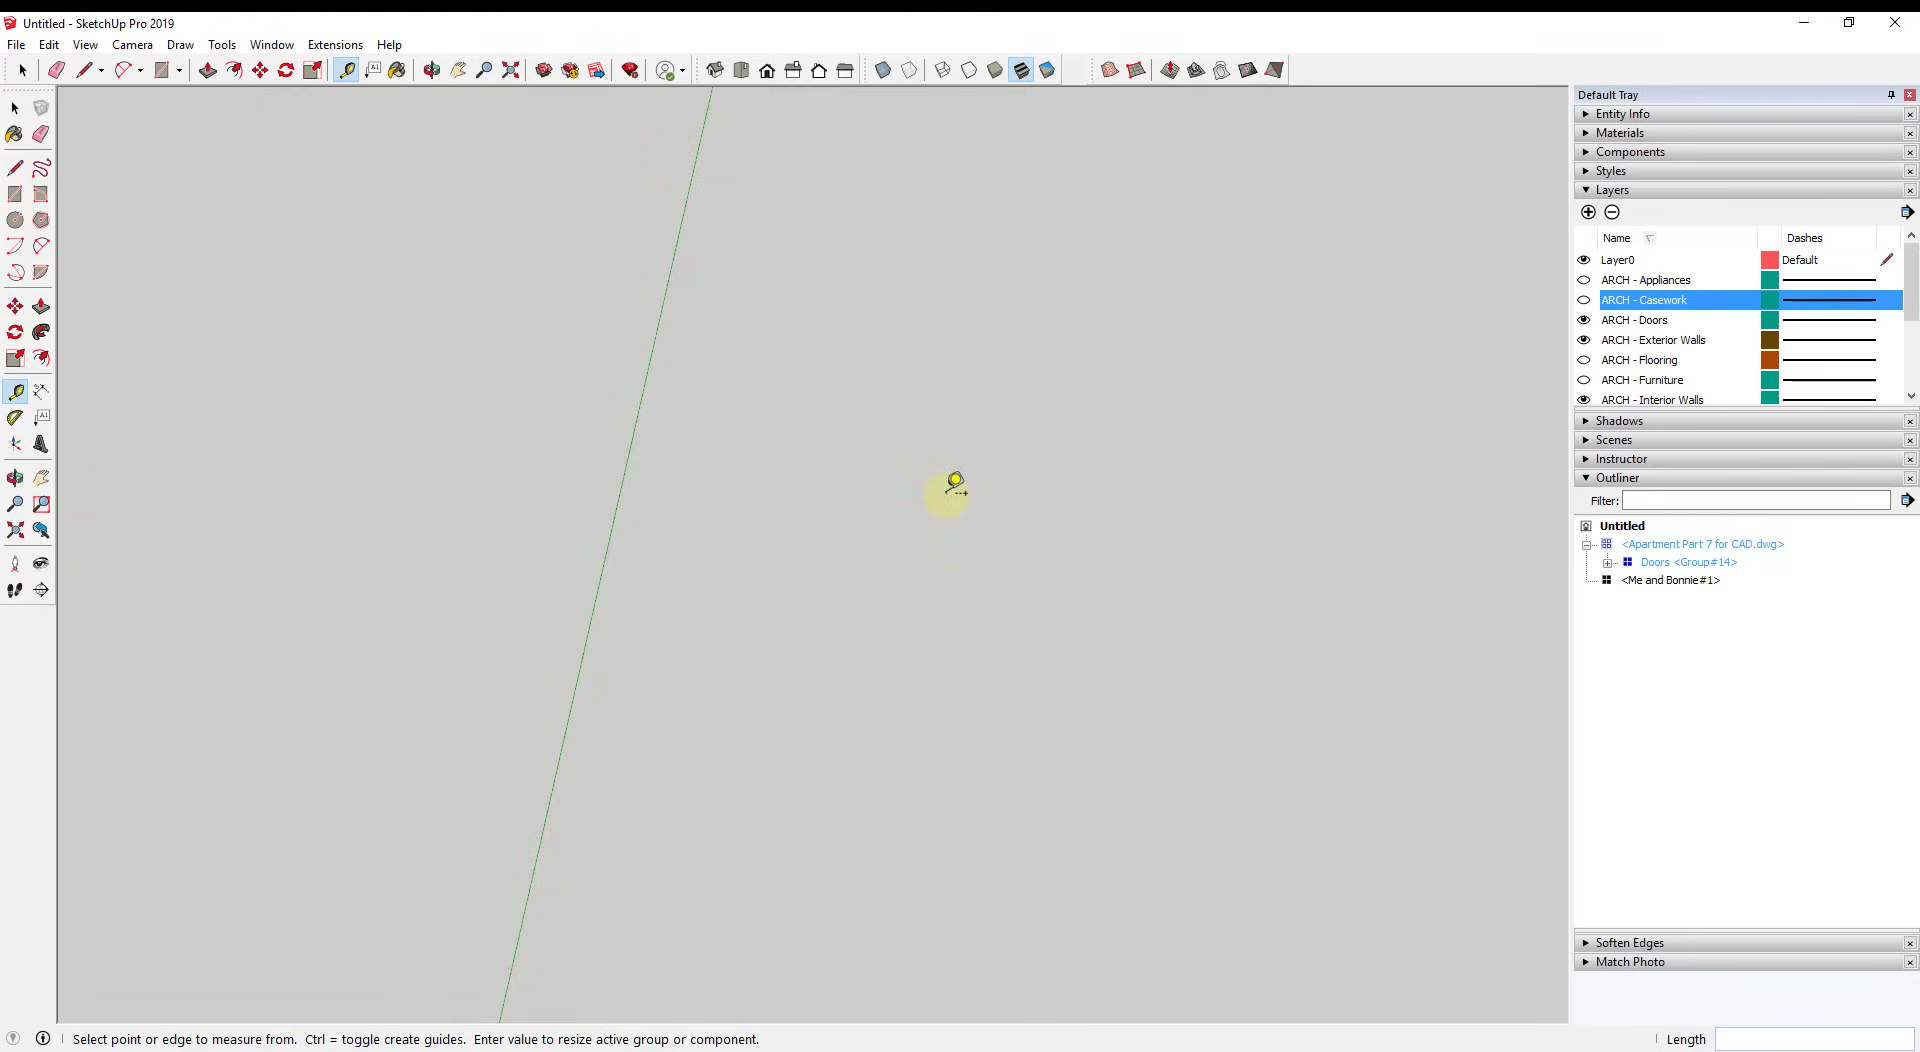 Untitled - SketchUp Pro 2019
File Edit View Camera Draw Tools Window Extensions Help
Default Tray
Entity Info
Materials
Components
Styles
Layers
Name Dashes
Layer0 Default
ARCH - Appliances
ARCH - Casework
ARCH - Doors
ARCH - Exterior Walls
ARCH - Flooring
ARCH - Furniture
ARCH - Interior Walls
Shadows
Scenes
Instructor
Outliner
Filter:
Untitled
<Apartment Part 7 for CAD.dwg>
Doors <Group#14>
<Me and Bonnie#1>
Soften Edges
Match Photo
Select point or edge to measure from. Ctrl = toggle create guides. Enter value to resize active group or component.
Length